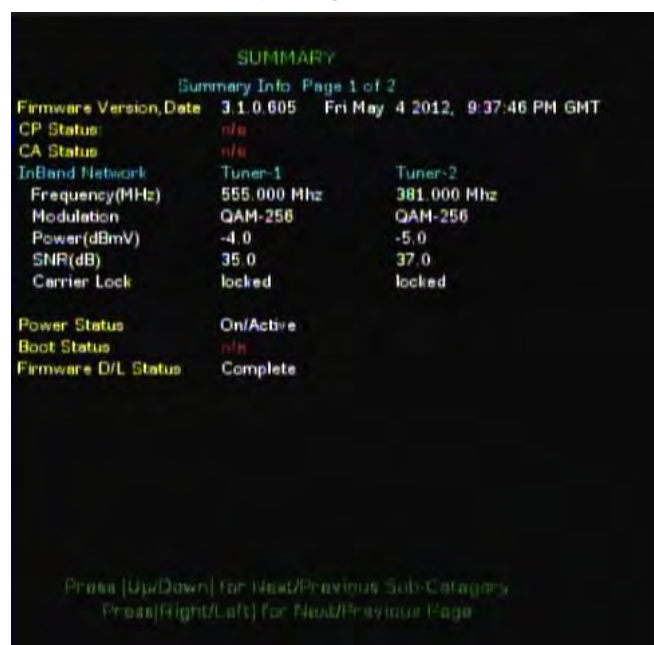 SUMMARY
Summary Info Page 1 of 2
Firmware Version,Date 3.1.0.605 Fri May 4 2012, 9:37:46 PM GMT
CP Status: n/a
CA Status n/a
InBand Network Tuner-1 Tuner-2
Frequency(MHz) 555.000 Mhz 381.000 Mhz
Modulation QAM-256 QAM-256
Power(dBmV) -4.0 -5.0
SNR(dB) 35.0 37.0
Carrier Lock locked locked
Power Status On/Active
Boot Status n/a
Firmware D/L Status Complete
Press [Up/Down] for Next/Previous Sub-Category
Press[Right/Left] for Next/Previous Page